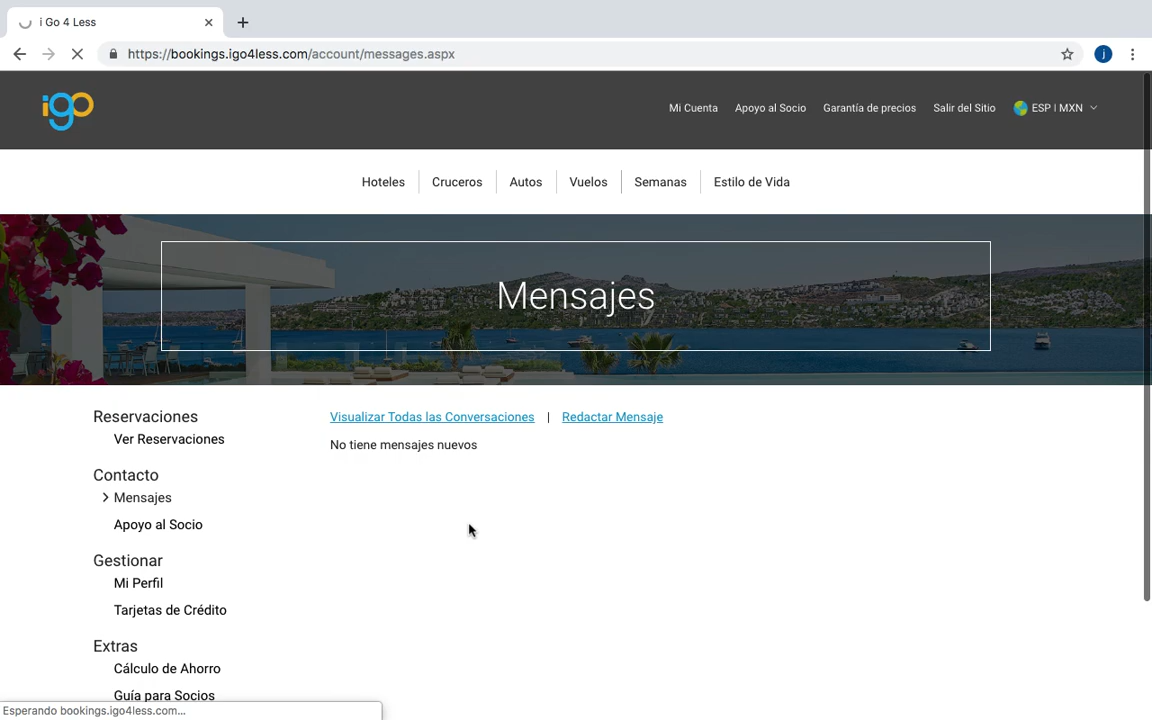 i Go 4 Less
https://bookings.igo4less.com/account/messages.aspx
j
igo
Mi Cuenta
Apoyo al Socio
Garantía de precios
Salir del Sitio
ESP | MXN
Hoteles
Cruceros
Autos
Vuelos
Semanas
Estilo de Vida
Mensajes
Reservaciones
Ver Reservaciones
Contacto
Mensajes
Apoyo al Socio
Gestionar
Mi Perfil
Tarjetas de Crédito
Extras
Cálculo de Ahorro
Guía para Socios
Visualizar Todas las Conversaciones | Redactar Mensaje
No tiene mensajes nuevos
Esperando bookings.igo4less.com...